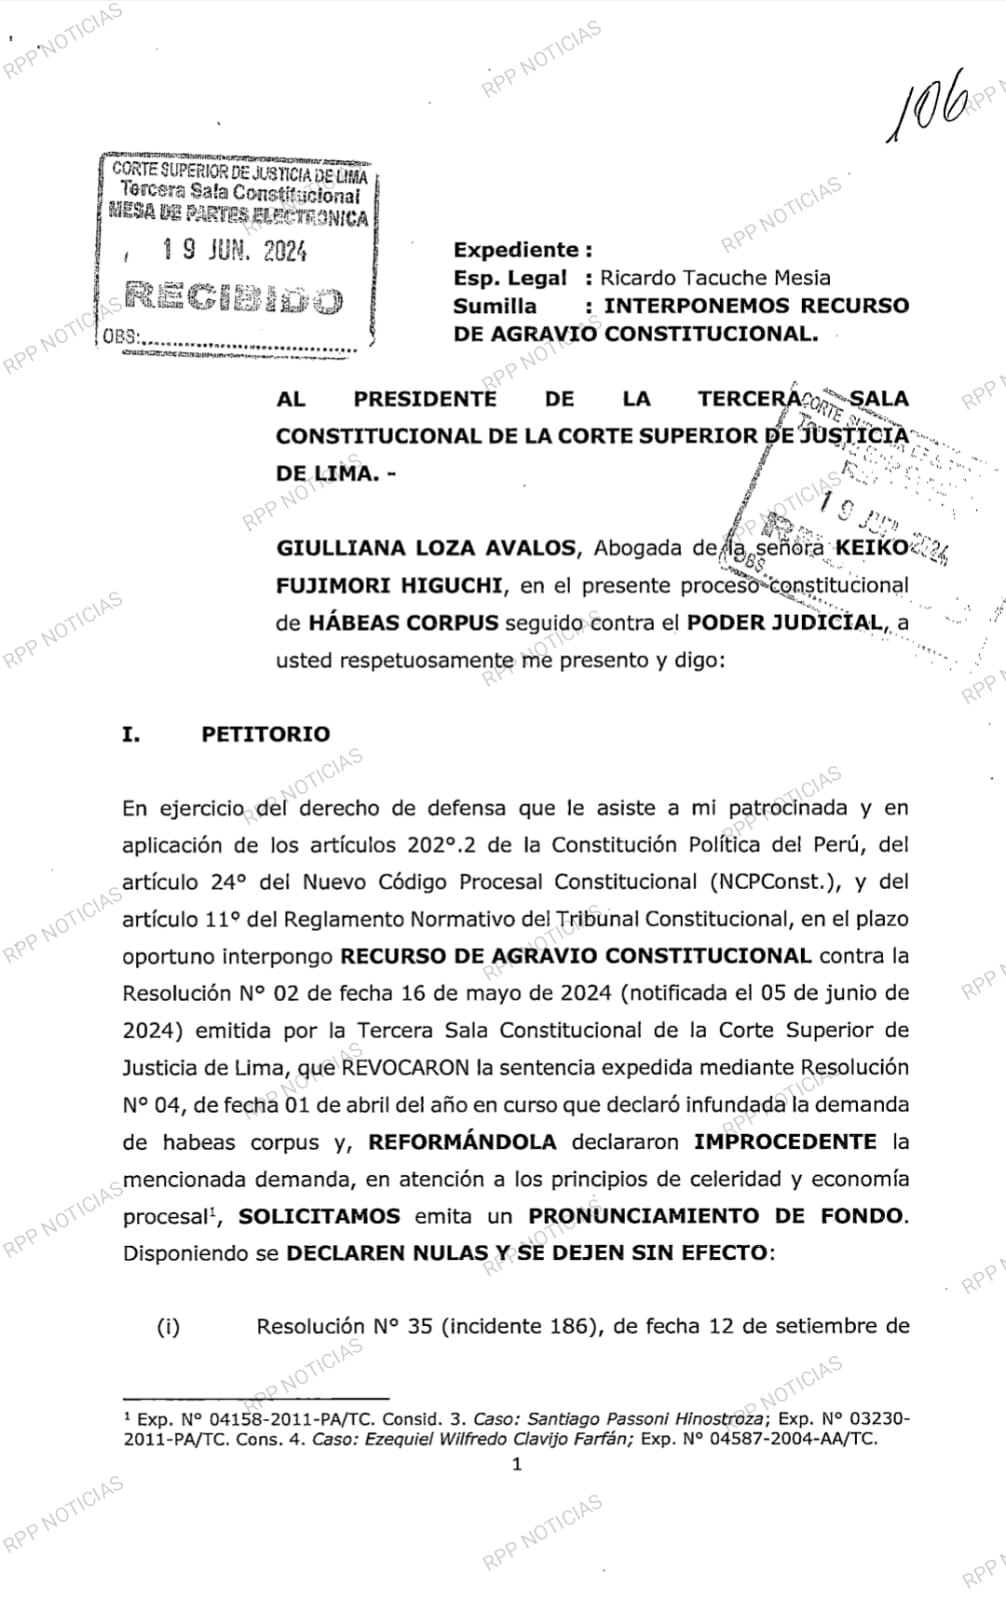 106
CORTE SUPERIOR DE JUSTICIA DE LIMA
Tercera Sala Constitucional
MESA DE PARTES ELECTRONICA
19 JUN. 2024
RECIBIDO
OBS:
Expediente :
Esp. Legal : Ricardo Tacuche Mesia
Sumilla : INTERPONEMOS RECURSO
DE AGRAVIO CONSTITUCIONAL.
AL PRESIDENTE DE LA TERCERA SALA
CONSTITUCIONAL DE LA CORTE SUPERIOR DE JUSTICIA
DE LIMA. -
CORTE
19 JUN. 2024
OBS
GIULLIANA LOZA AVALOS, Abogada de la señora KEIKO
FUJIMORI HIGUCHI, en el presente proceso constitucional
de HÁBEAS CORPUS seguido contra el PODER JUDICIAL, a
usted respetuosamente me presento y digo:
I. PETITORIO
En ejercicio del derecho de defensa que le asiste a mi patrocinada y en
aplicación de los artículos 202º.2 de la Constitución Política del Perú, del
artículo 24º del Nuevo Código Procesal Constitucional (NCPConst.), y del
artículo 11º del Reglamento Normativo del Tribunal Constitucional, en el plazo
oportuno interpongo RECURSO DE AGRAVIO CONSTITUCIONAL contra la
Resolución Nº 02 de fecha 16 de mayo de 2024 (notificada el 05 de junio de
2024) emitida por la Tercera Sala Constitucional de la Corte Superior de
Justicia de Lima, que REVOCARON la sentencia expedida mediante Resolución
Nº 04, de fecha 01 de abril del año en curso que declaró infundada la demanda
de habeas corpus y, REFORMÁNDOLA declararon IMPROCEDENTE la
mencionada demanda, en atención a los principios de celeridad y economía
procesal¹, SOLICITAMOS emita un PRONUNCIAMIENTO DE FONDO.
Disponiendo se DECLAREN NULAS Y SE DEJEN SIN EFECTO:
(i) Resolución Nº 35 (incidente 186), de fecha 12 de setiembre de
¹ Exp. Nº 04158-2011-PA/TC. Consid. 3. Caso: Santiago Passoni Hinostroza; Exp. Nº 03230-
2011-PA/TC. Cons. 4. Caso: Ezequiel Wilfredo Clavijo Farfán; Exp. Nº 04587-2004-AA/TC.
1
RPP NOTICIAS